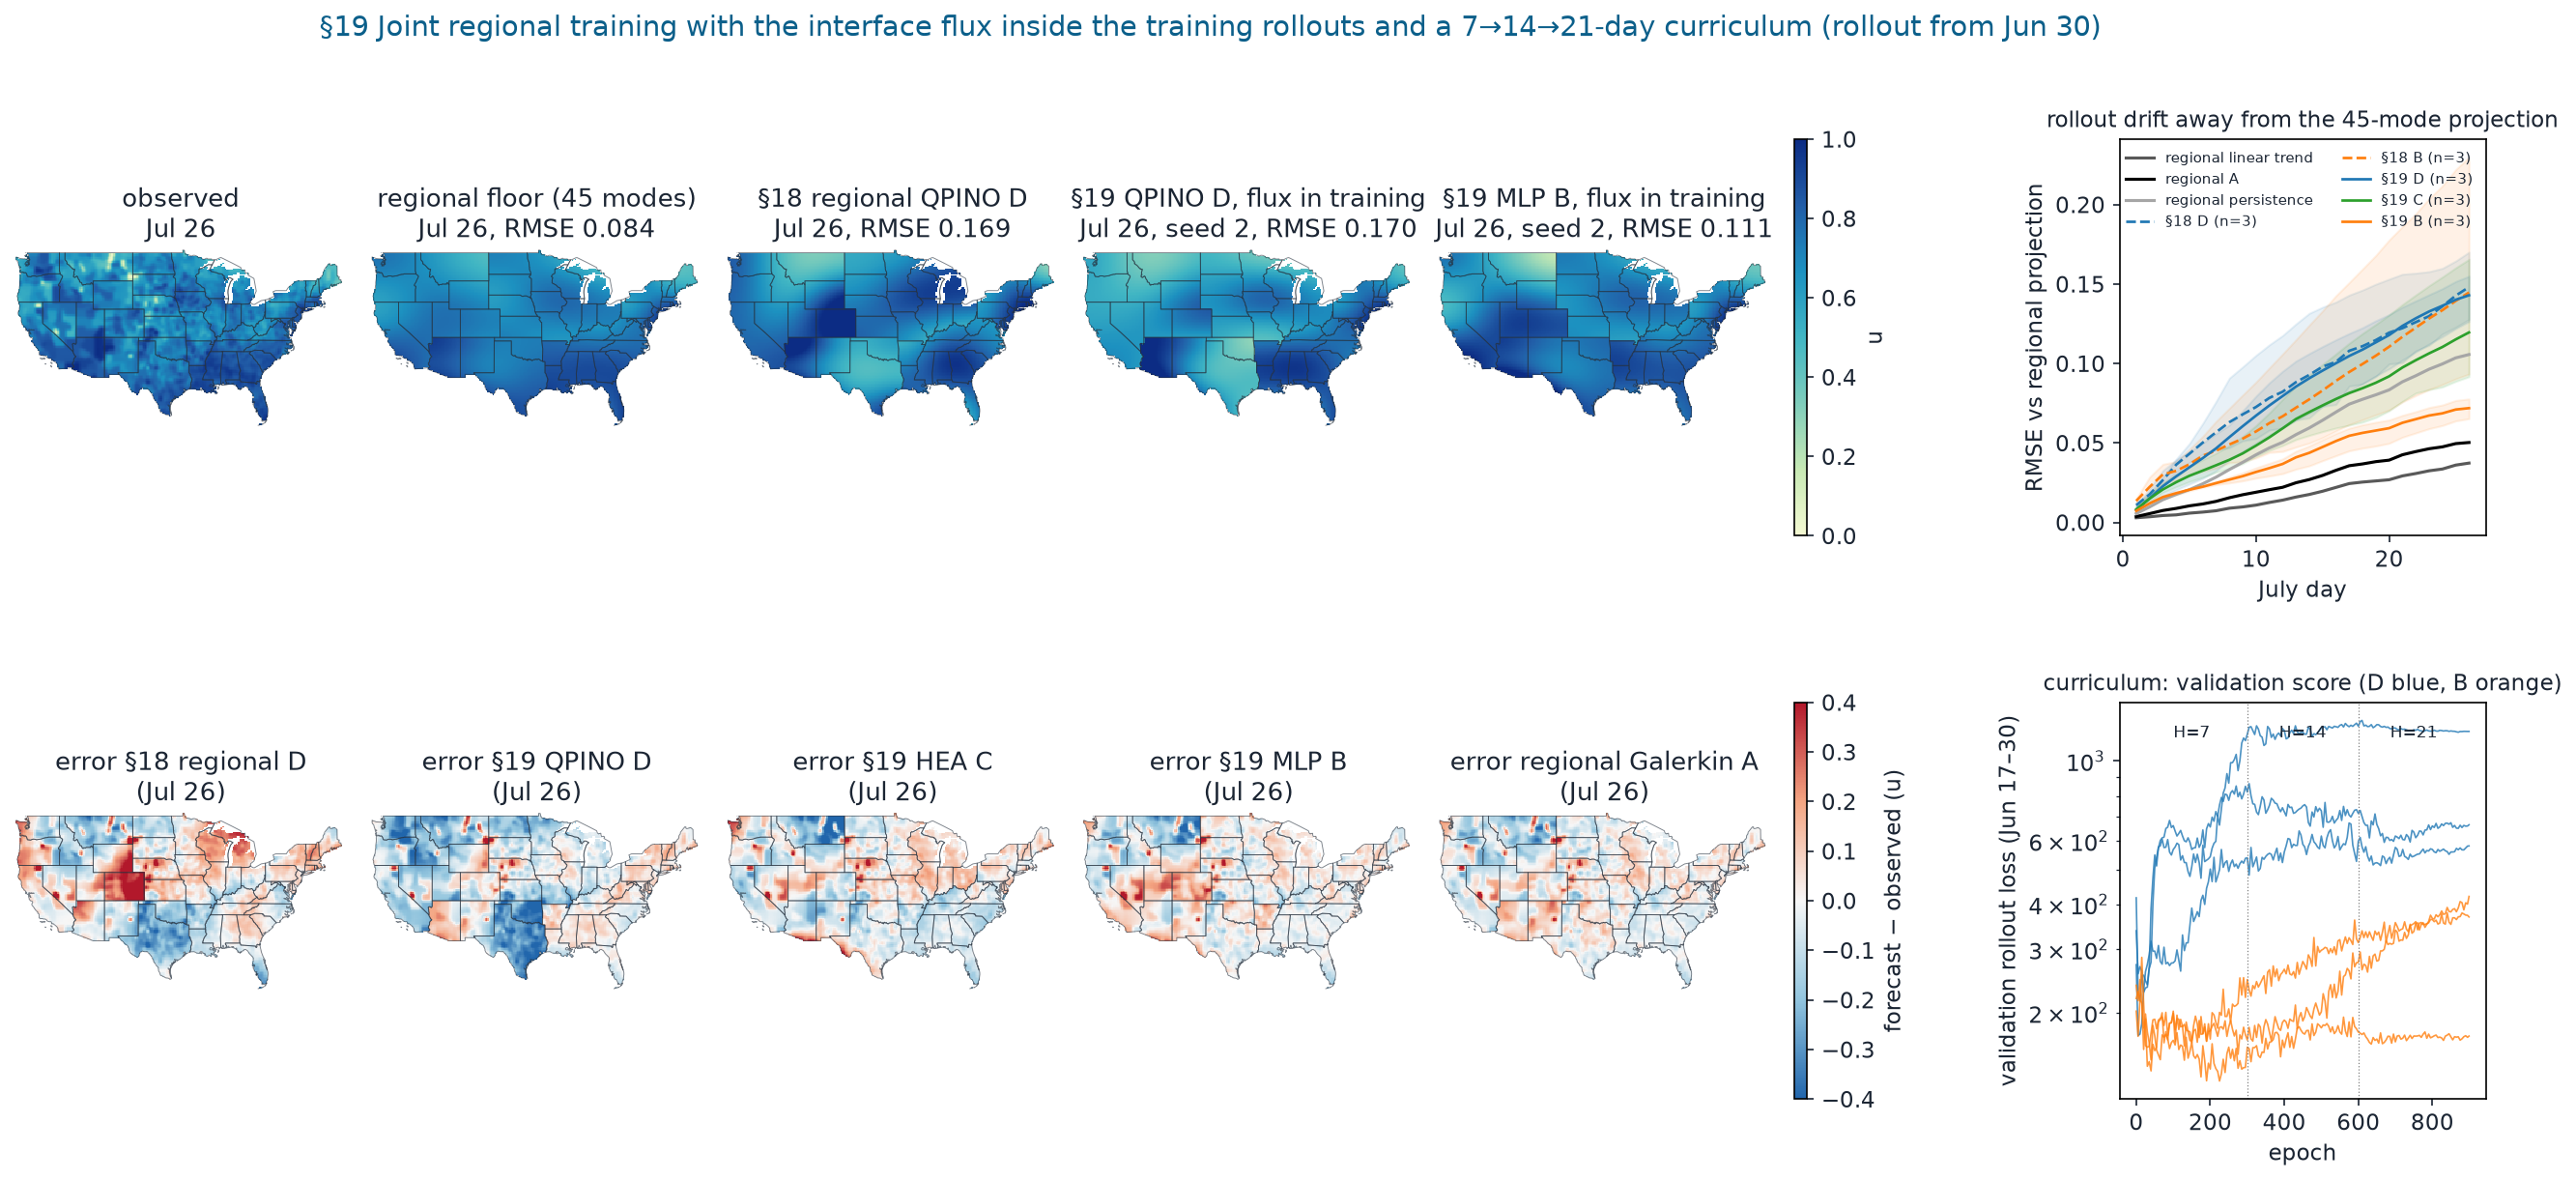 §19 Joint regional training with the interface flux inside the training rollouts and a 7→14→21-day curriculum (rollout from Jun 30)
observed
Jul 26
regional floor (45 modes)
Jul 26, RMSE 0.084
§18 regional QPINO D
Jul 26, RMSE 0.169
§19 QPINO D, flux in training
Jul 26, seed 2, RMSE 0.170
§19 MLP B, flux in training
Jul 26, seed 2, RMSE 0.111
1.0
0.8
0.6
0.4
0.2
0.0
u
rollout drift away from the 45-mode projection
regional linear trend
regional A
regional persistence
§18 D (n=3)
§18 B (n=3)
§19 D (n=3)
§19 C (n=3)
§19 B (n=3)
0.20
0.15
0.10
0.05
0.00
RMSE vs regional projection
0
10
20
July day
error §18 regional D
(Jul 26)
error §19 QPINO D
(Jul 26)
error §19 HEA C
(Jul 26)
error §19 MLP B
(Jul 26)
error regional Galerkin A
(Jul 26)
0.4
0.3
0.2
0.1
0.0
−0.1
−0.2
−0.3
−0.4
forecast − observed (u)
curriculum: validation score (D blue, B orange)
H=7
H=14
H=21
10³
6 × 10²
4 × 10²
3 × 10²
2 × 10²
validation rollout loss (Jun 17–30)
0
200
400
600
800
epoch